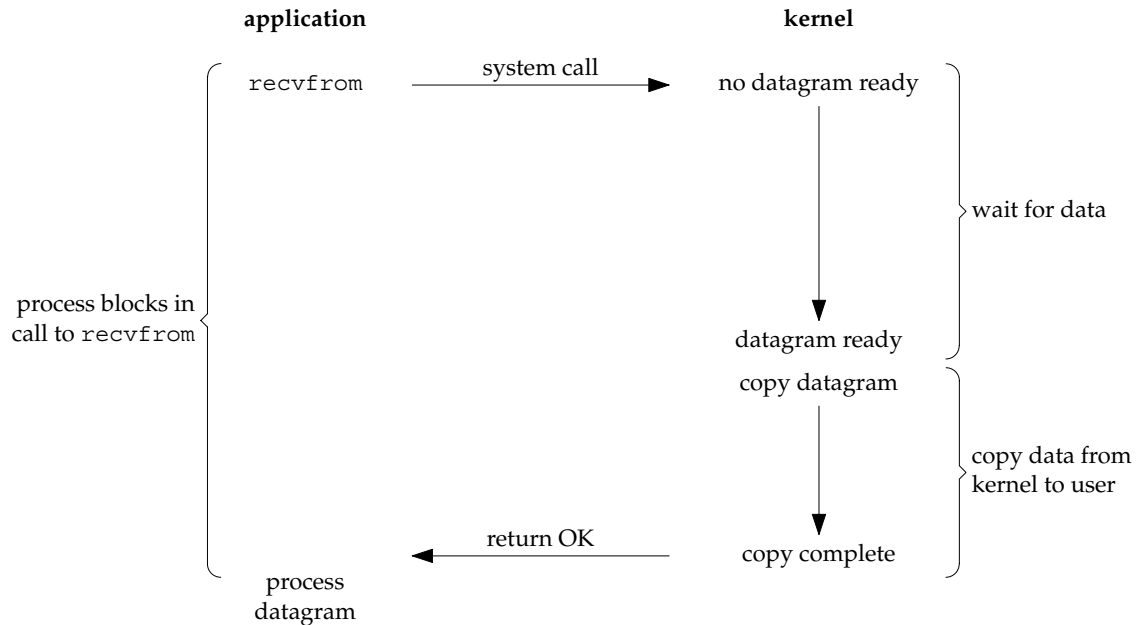 application
kernel
recvfrom
system call
no datagram ready
wait for data
process blocks in
call to recvfrom
datagram ready
copy datagram
copy data from
kernel to user
return OK
copy complete
process
datagram